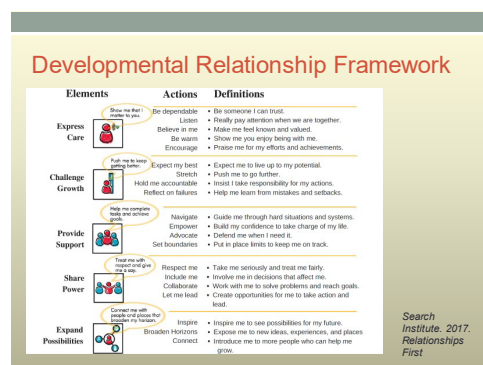 Developmental Relationship Framework
Elements Actions Definitions
Show me that I
matter to you.
Express
Care
Be dependable • Be someone I can trust.
Listen • Really pay attention when we are together.
Believe in me • Make me feel known and valued.
Be warm • Show you enjoy being with me.
Encourage • Praise me for my efforts and achievements.
Push me to keep
getting better.
Challenge
Growth
Expect my best • Expect me to live up to my potential.
Stretch • Push me to go further.
Hold me accountable • Insist I take responsibility for my actions.
Reflect on failures • Help me learn from mistakes and setbacks.
Help me complete
tasks and achieve
goals.
Provide
Support
Navigate • Guide me through hard situations and systems.
Empower • Build my confidence to take charge of my life.
Advocate • Defend me when I need it.
Set boundaries • Put in place limits to keep me on track.
Treat me with
respect and give
me a say.
Share
Power
Respect me • Take me seriously and treat me fairly.
Include me • Involve me in decisions that affect me.
Collaborate • Work with me to solve problems and reach goals.
Let me lead • Create opportunities for me to take action and
lead.
Connect me with
people and places that
broaden my horizon.
Expand
Possibilities
Inspire • Inspire me to see possibilities for my future.
Broaden Horizons • Expose me to new ideas, experiences, and places
Connect • Introduce me to more people who can help me
grow.
Search
Institute. 2017.
Relationships
First